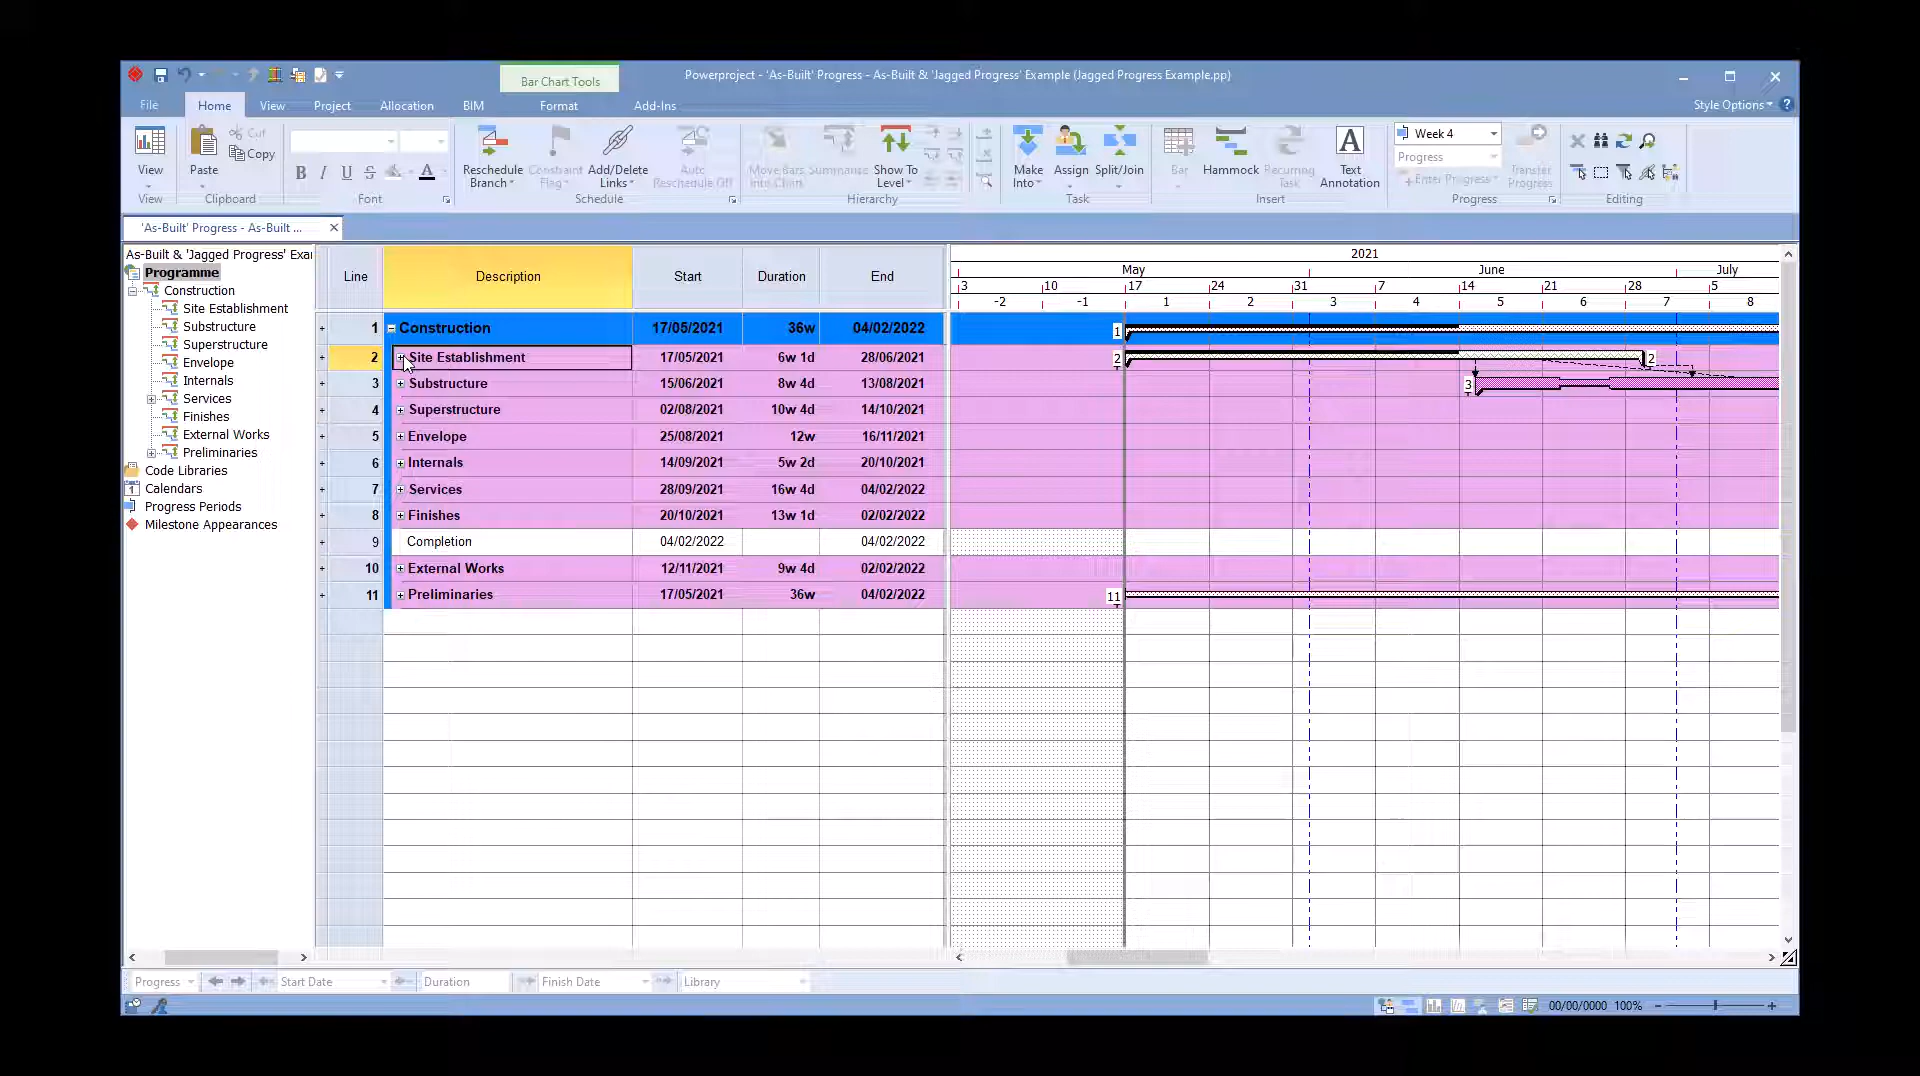 Bar Chart Tools
Powerproject - 'As-Built' Progress - As-Built & 'Jagged Progress' Example (Jagged Progress Example.pp)
File Home View Project Allocation BIM Format Add-Ins Style Options
Cut
Copy
View Paste
B I U S A
Reschedule Branch Constraint Flag Add/Delete Links Auto Reschedule Off
Move Bars Into Chart Summarise Show To Level
Make Into Assign Split/Join
Bar Hammock Recurring Task Text Annotation
Week 4
Progress
Enter Progress Transfer Progress
View Clipboard Font Schedule Hierarchy Task Insert Progress Editing
'As-Built' Progress - As-Built ...
As-Built & 'Jagged Progress' Exar
Programme
Construction
Site Establishment
Substructure
Superstructure
Envelope
Internals
Services
Finishes
External Works
Preliminaries
Code Libraries
Calendars
Progress Periods
Milestone Appearances
Line Description Start Duration End
1 Construction 17/05/2021 36w 04/02/2022
2 Site Establishment 17/05/2021 6w 1d 28/06/2021
3 Substructure 15/06/2021 8w 4d 13/08/2021
4 Superstructure 02/08/2021 10w 4d 14/10/2021
5 Envelope 25/08/2021 12w 16/11/2021
6 Internals 14/09/2021 5w 2d 20/10/2021
7 Services 28/09/2021 16w 4d 04/02/2022
8 Finishes 20/10/2021 13w 1d 02/02/2022
9 Completion 04/02/2022 04/02/2022
10 External Works 12/11/2021 9w 4d 02/02/2022
11 Preliminaries 17/05/2021 36w 04/02/2022
2021
May June July
3 10 17 24 31 7 14 21 28 5
-2 -1 1 2 3 4 5 6 7 8
1
2 2
3
11
Progress Start Date Duration Finish Date Library
00/00/0000 100%